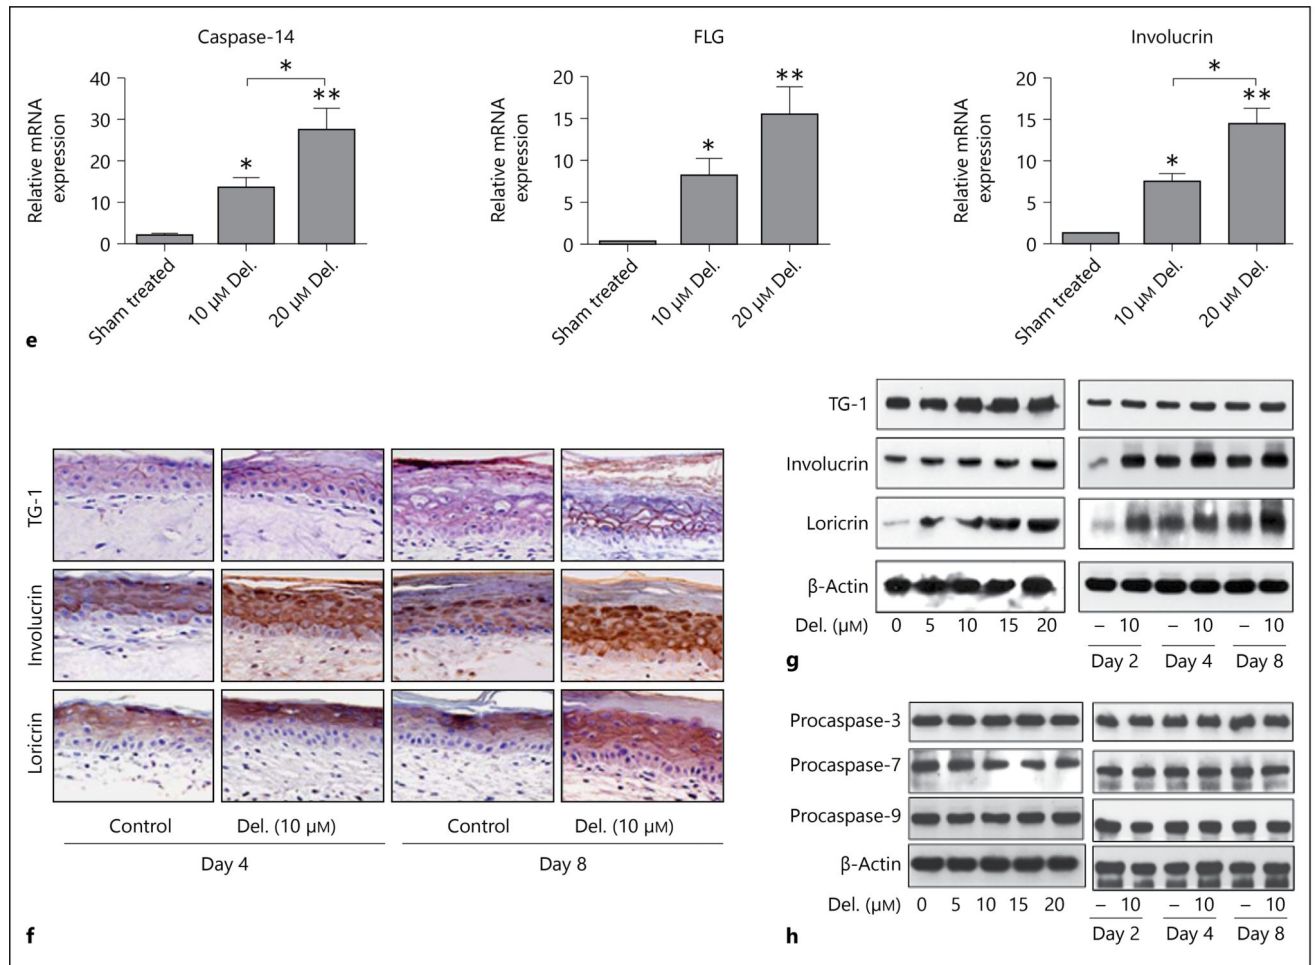 Caspase-14
Relative mRNA
expression
40
30
20
10
0
*
**
*
Sham treated
10 µM Del.
20 µM Del.
FLG
Relative mRNA
expression
20
15
10
5
0
*
**
Sham treated
10 µM Del.
20 µM Del.
Involucrin
Relative mRNA
expression
20
15
10
5
0
*
**
*
Sham treated
10 µM Del.
20 µM Del.
e
TG-1
Involucrin
Loricrin
Control
Del. (10 µM)
Control
Del. (10 µM)
Day 4
Day 8
f
TG-1
Involucrin
Loricrin
β-Actin
Del. (µM) 0 5 10 15 20
– 10 – 10 – 10
Day 2 Day 4 Day 8
g
Procaspase-3
Procaspase-7
Procaspase-9
β-Actin
Del. (µM) 0 5 10 15 20
– 10 – 10 – 10
Day 2 Day 4 Day 8
h